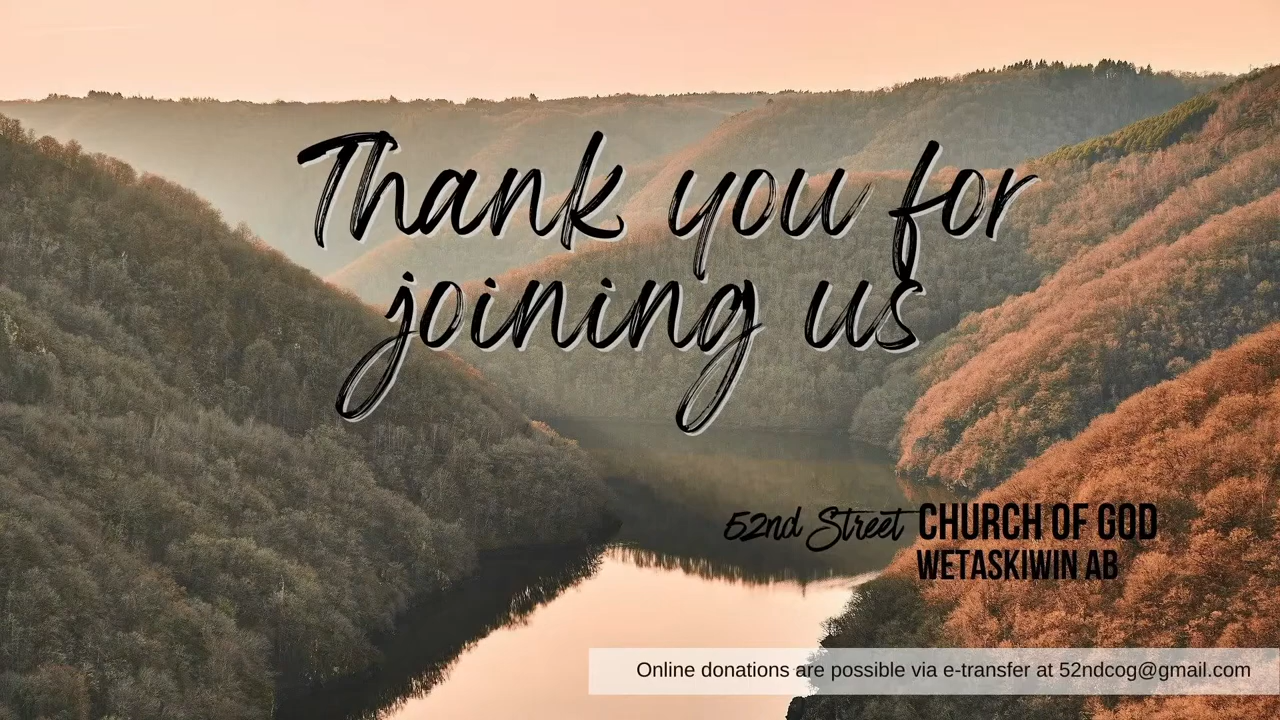 Thank you for
joining us
52nd Street CHURCH OF GOD
WETASKIWIN AB
Online donations are possible via e-transfer at 52ndcog@gmail.com